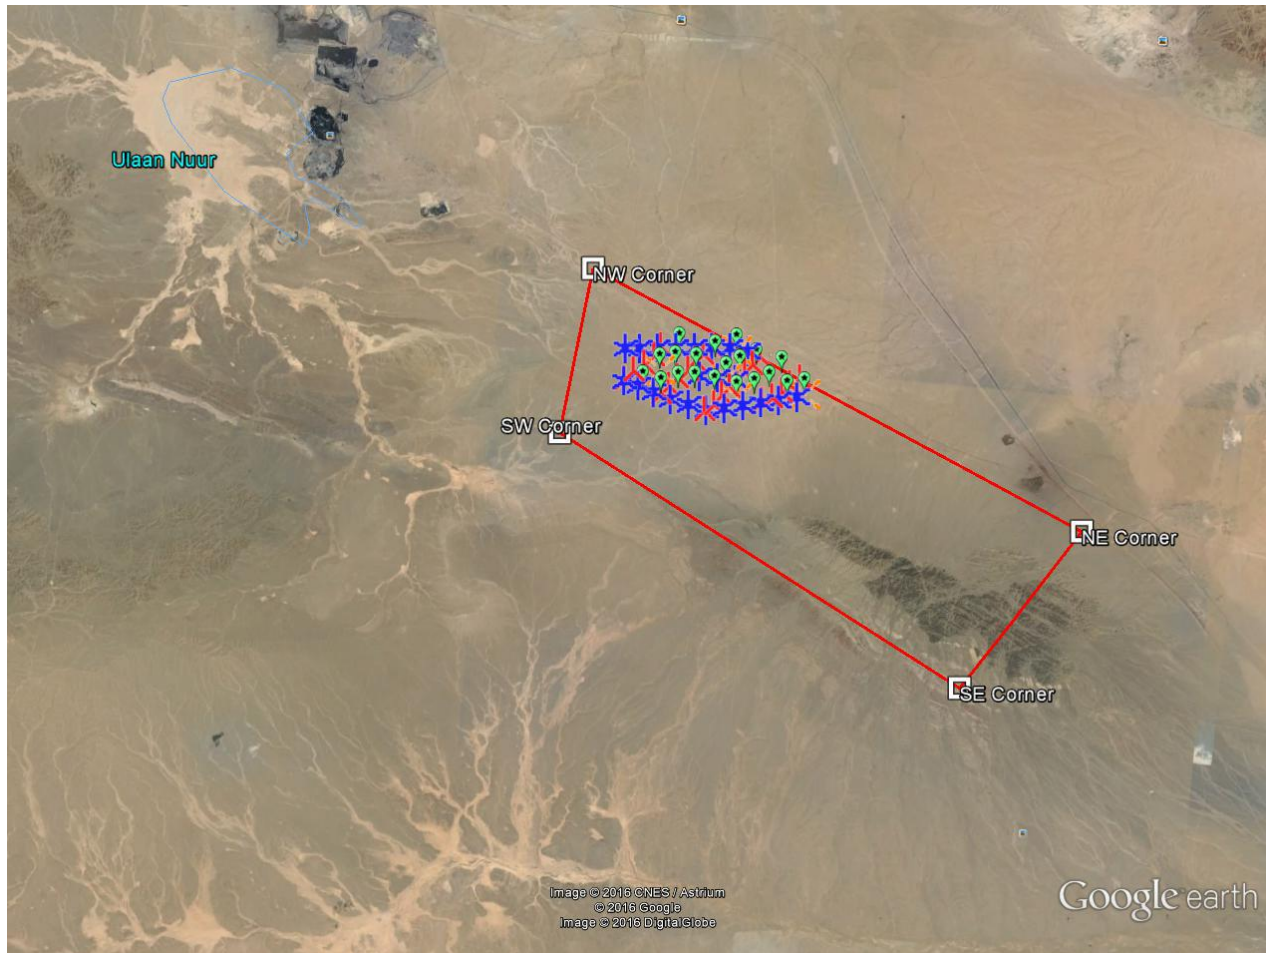 Ulaan Nuur
NW Corner
SW Corner
NE Corner
SE Corner
Image © 2016 CNES / Astrium
© 2016 Google
Image © 2016 DigitalGlobe
Google earth